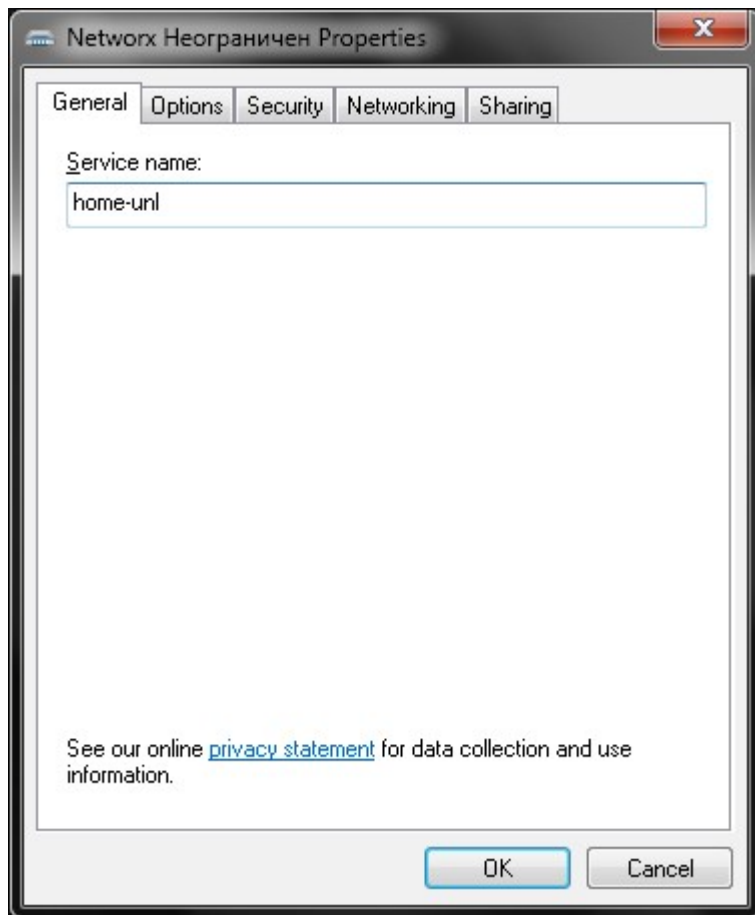 Networx Неограничен Properties
General Options Security Networking Sharing
Service name:
home-unl
See our online privacy statement for data collection and use
information.
OK Cancel